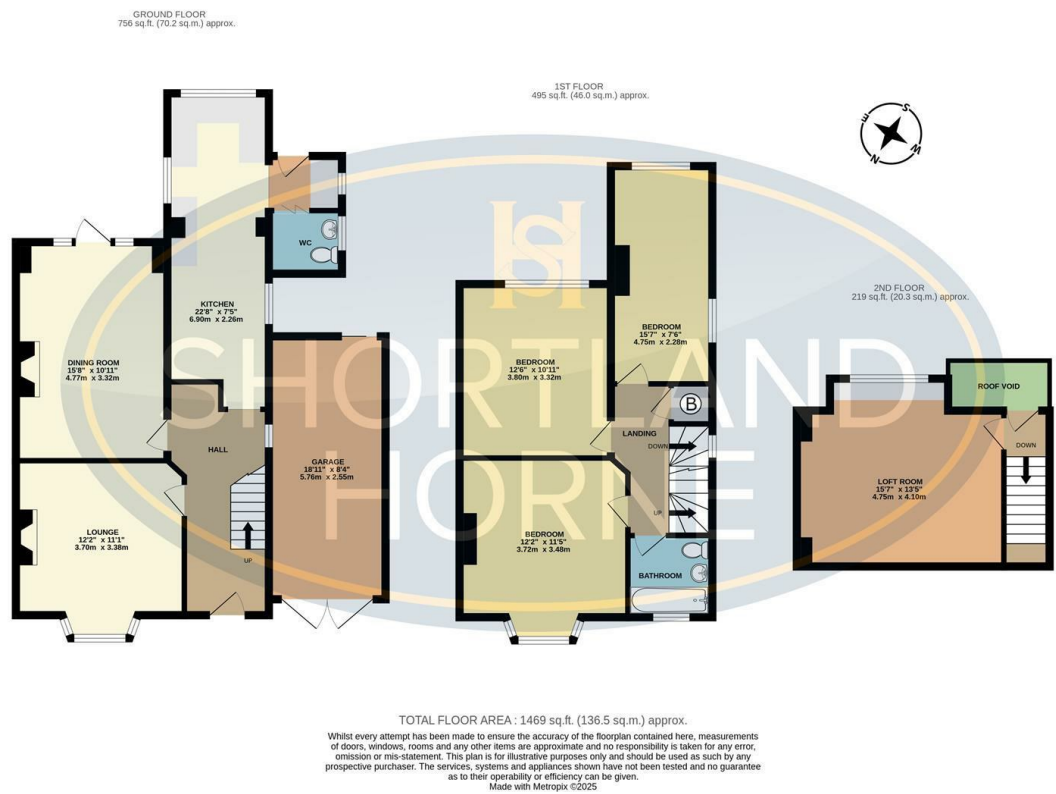 GROUND FLOOR
756 sq.ft. (70.2 sq.m.) approx.
1ST FLOOR
495 sq.ft. (46.0 sq.m.) approx.
S
E
W
N
WC
KITCHEN
22'8" x 7'5"
6.90m x 2.26m
2ND FLOOR
219 sq.ft. (20.3 sq.m.) approx.
BEDROOM
15'7" x 7'6"
4.75m x 2.28m
DINING ROOM
15'8" x 10'11"
4.77m x 3.32m
BEDROOM
12'6" x 10'11"
3.80m x 3.32m
HS
SHORTLAND
HORNE
ROOF VOID
B
LANDING
DOWN
DOWN
HALL
GARAGE
18'11" x 8'4"
5.76m x 2.55m
LOFT ROOM
15'7" x 13'5"
4.75m x 4.10m
UP
LOUNGE
12'2" x 11'1"
3.70m x 3.38m
BEDROOM
12'2" x 11'5"
3.72m x 3.48m
UP
BATHROOM
TOTAL FLOOR AREA : 1469 sq.ft. (136.5 sq.m.) approx.
Whilst every attempt has been made to ensure the accuracy of the floorplan contained here, measurements
of doors, windows, rooms and any other items are approximate and no responsibility is taken for any error,
omission or mis-statement. This plan is for illustrative purposes only and should be used as such by any
prospective purchaser. The services, systems and appliances shown have not been tested and no guarantee
as to their operability or efficiency can be given.
Made with Metropix ©2025